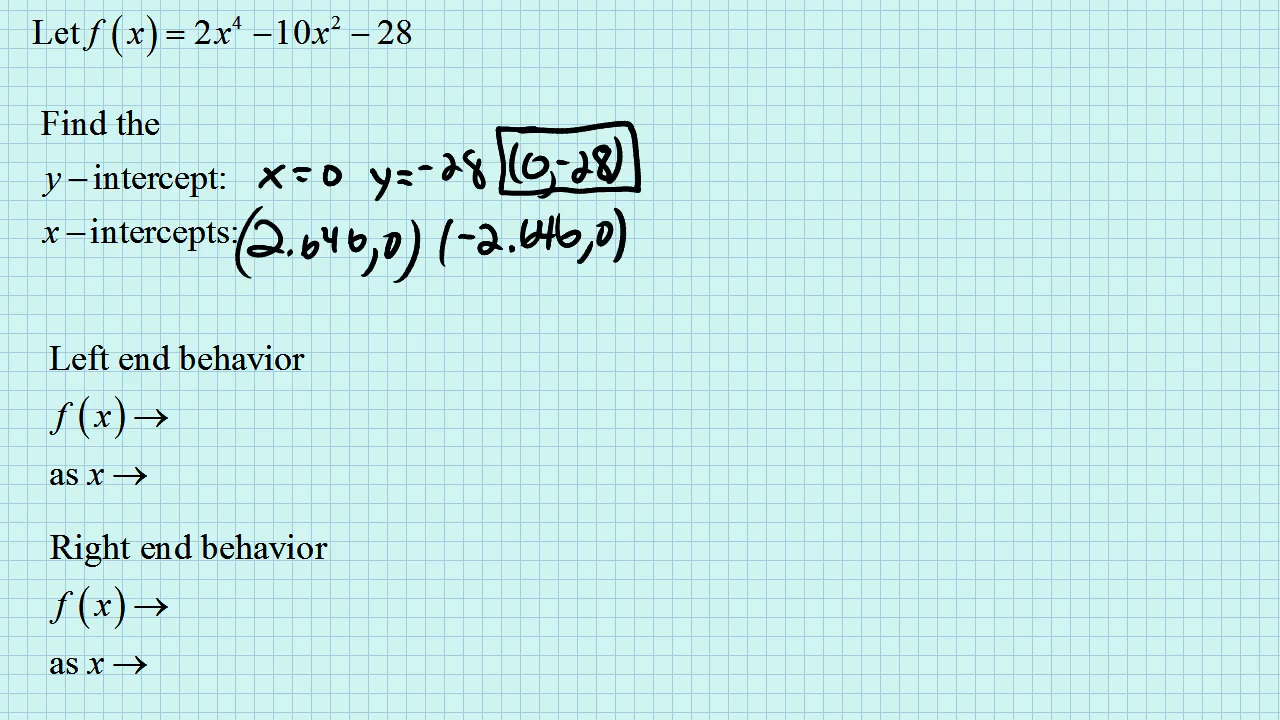 Let f(x) = 2x⁴ − 10x² − 28
Find the
y − intercept: x = 0 y = -28 (0, -28)
x − intercepts: (2.646, 0) (-2.646, 0)
Left end behavior
f(x) →
as x →
Right end behavior
f(x) →
as x →